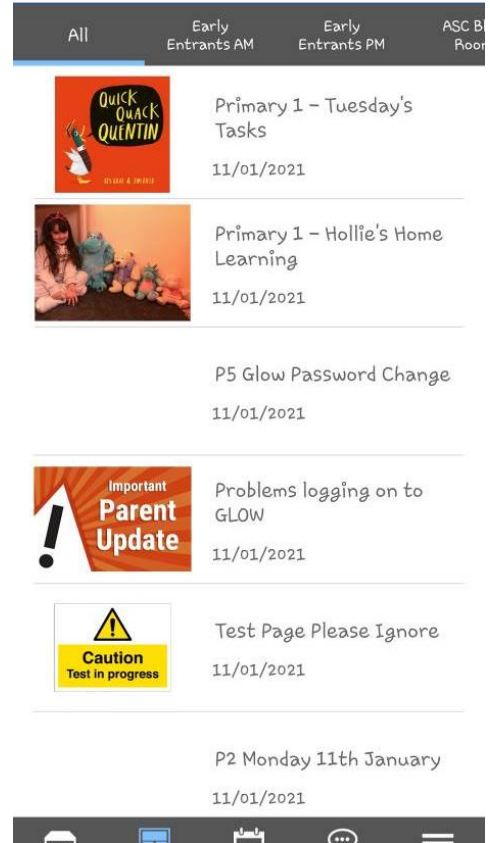 All
Early
Entrants AM
Early
Entrants PM
ASC
QUICK
QUACK
QUENTIN
Primary 1 – Tuesday's
Tasks
11/01/2021
Primary 1 – Hollie's Home
Learning
11/01/2021
P5 Glow Password Change
11/01/2021
Important
Parent
Update
Problems logging on to
GLOW
11/01/2021
Caution
Test in progress
Test Page Please Ignore
11/01/2021
P2 Monday 11th January
11/01/2021